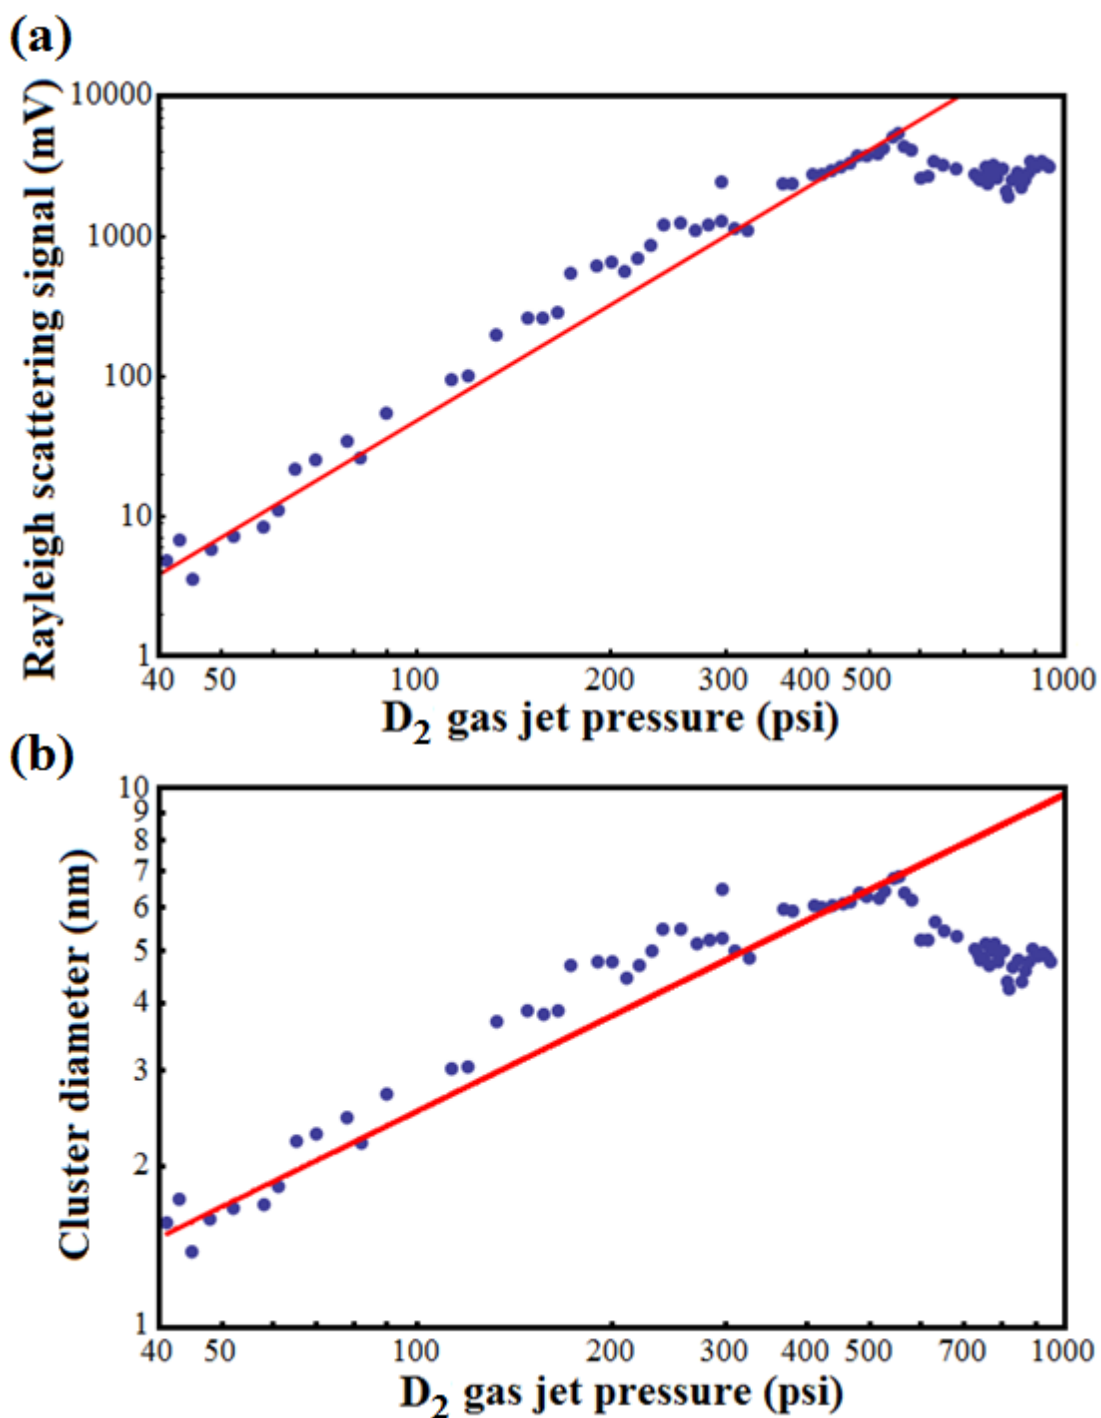 (a)
Rayleigh scattering signal (mV)
10000
1000
100
10
1
40 50 100 200 300 400 500 1000
D2 gas jet pressure (psi)
(b)
Cluster diameter (nm)
10
9
8
7
6
5
4
3
2
1
40 50 100 200 300 400 500 700 1000
D2 gas jet pressure (psi)